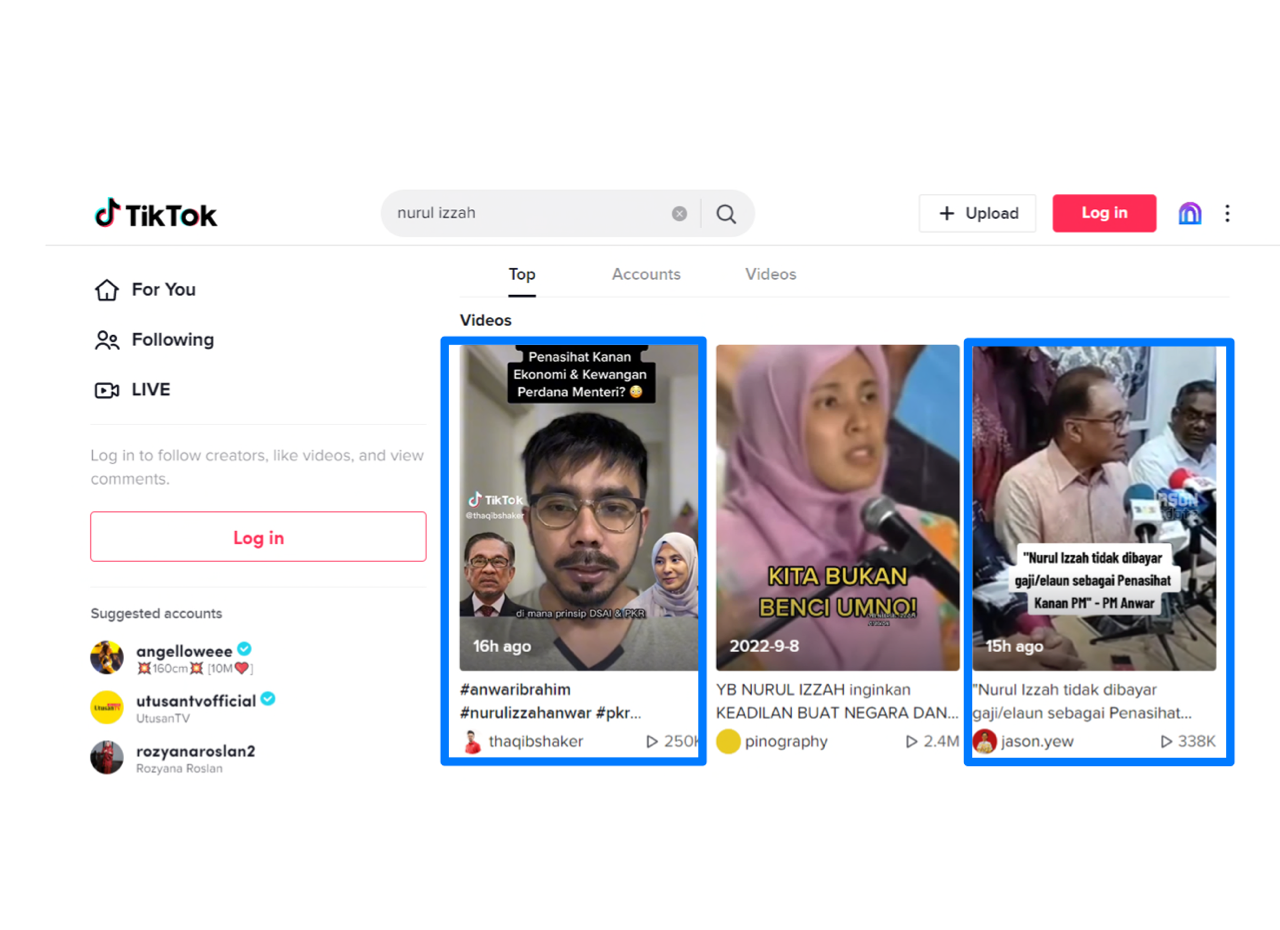 TikTok
nurul izzah
Upload
Log in
For You
Following
LIVE
Log in to follow creators, like videos, and view
comments.
Log in
Suggested accounts
angelloweee
💥160cm💥 [10M❤️]
utusantvofficial
UtusanTV
rozyanaroslan2
Rozyana Roslan
Top
Accounts
Videos
Videos
Penasihat Kanan
Ekonomi & Kewangan
Perdana Menteri? 😳
TikTok
@thaqibshaker
di mana prinsip DSAI & PKR
16h ago
#anwaribrahim
#nurulizzahanwar #pkr...
thaqibshaker
250K
KITA BUKAN
BENCI UMNO!
2022-9-8
YB NURUL IZZAH inginkan
KEADILAN BUAT NEGARA DAN...
pinography
2.4M
"Nurul Izzah tidak dibayar
gaji/elaun sebagai Penasihat
Kanan PM" - PM Anwar
15h ago
"Nurul Izzah tidak dibayar
gaji/elaun sebagai Penasihat...
jason.yew
338K